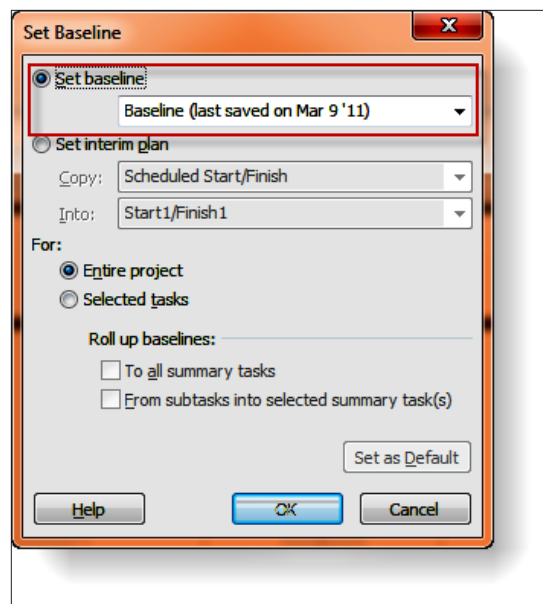 Set Baseline
Set baseline
Baseline (last saved on Mar 9 '11)
Set interim plan
Copy: Scheduled Start/Finish
Into: Start1/Finish1
For:
Entire project
Selected tasks
Roll up baselines:
To all summary tasks
From subtasks into selected summary task(s)
Set as Default
Help OK Cancel